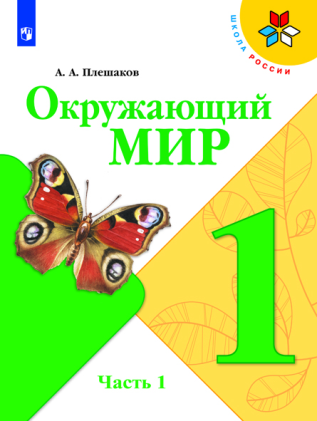 ШКОЛА РОССИИ
А. А. Плешаков
Окружающий
МИР
1
Часть 1